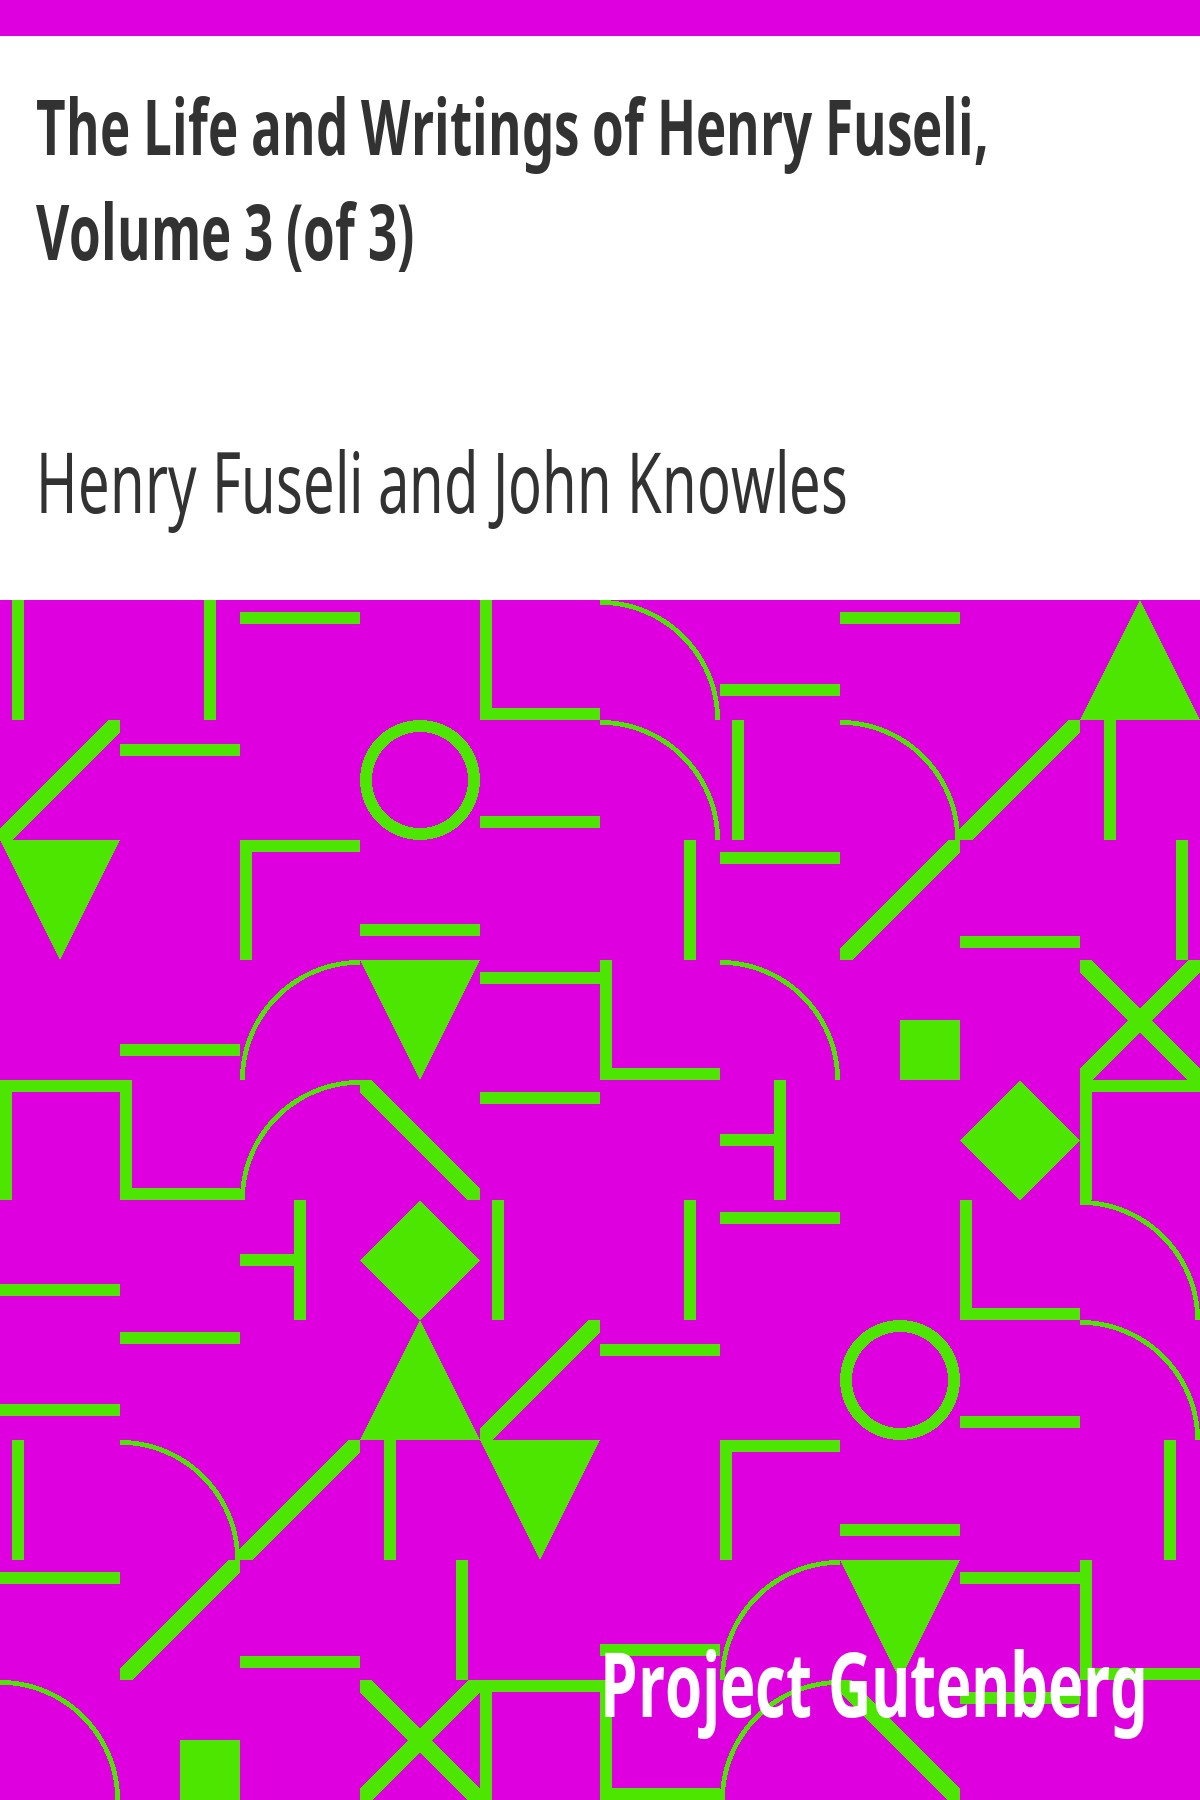 The Life and Writings of Henry Fuseli,
Volume 3 (of 3)
Henry Fuseli and John Knowles
Project Gutenberg